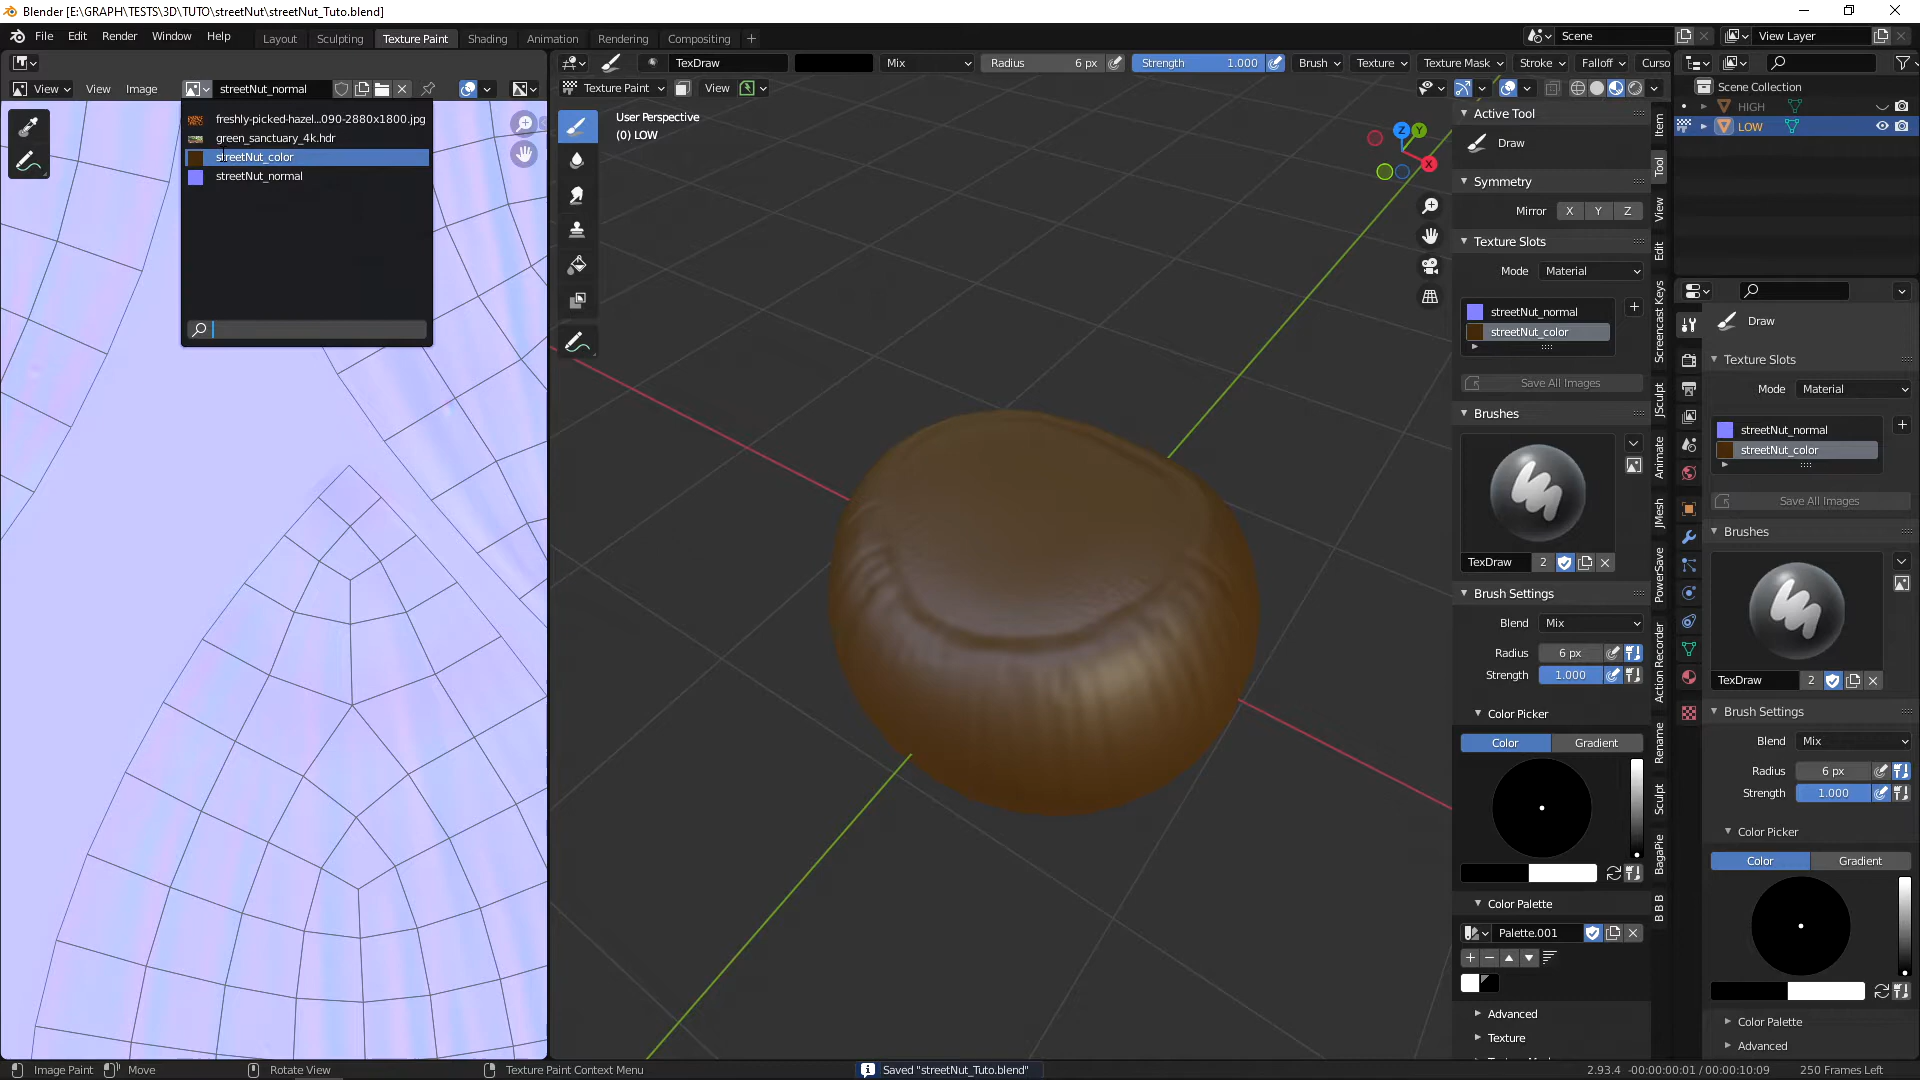 Blender [E:\GRAPH\TESTS\3D\TUTO\streetNut\streetNut_Tuto.blend]
File Edit Render Window Help Layout Sculpting Texture Paint Shading Animation Rendering Compositing + Scene View Layer
TexDraw Mix Radius 6 px Strength 1.000 Brush Texture Texture Mask Stroke Falloff Curso
View View Image streetNut_normal Texture Paint View
Scene Collection
HIGH
LOW
freshly-picked-hazel...090-2880x1800.jpg
green_sanctuary_4k.hdr
streetNut_color
streetNut_normal
User Perspective
(0) LOW
Z Y X
Active Tool
Draw
Symmetry
Mirror X Y Z
Texture Slots
Mode Material
streetNut_normal
streetNut_color
Save All Images
Brushes
TexDraw 2
Brush Settings
Blend Mix
Radius 6 px
Strength 1.000
Color Picker
Color Gradient
Color Palette
Palette.001
Advanced
Texture
Item
Tool
View
Edit
Screencast Keys
JSculpt
Animate
JMesh
PowerSave
Action Recorder
Rename
Sculpt
BagaPie
B B B
Draw
Texture Slots
Mode Material
streetNut_normal
streetNut_color
Save All Images
Brushes
TexDraw 2
Brush Settings
Blend Mix
Radius 6 px
Strength 1.000
Color Picker
Color Gradient
Color Palette
Advanced
Image Paint Move Rotate View Texture Paint Context Menu Saved "streetNut_Tuto.blend" 2.93.4 -00:00:00:01 / 00:00:10:09 250 Frames Left